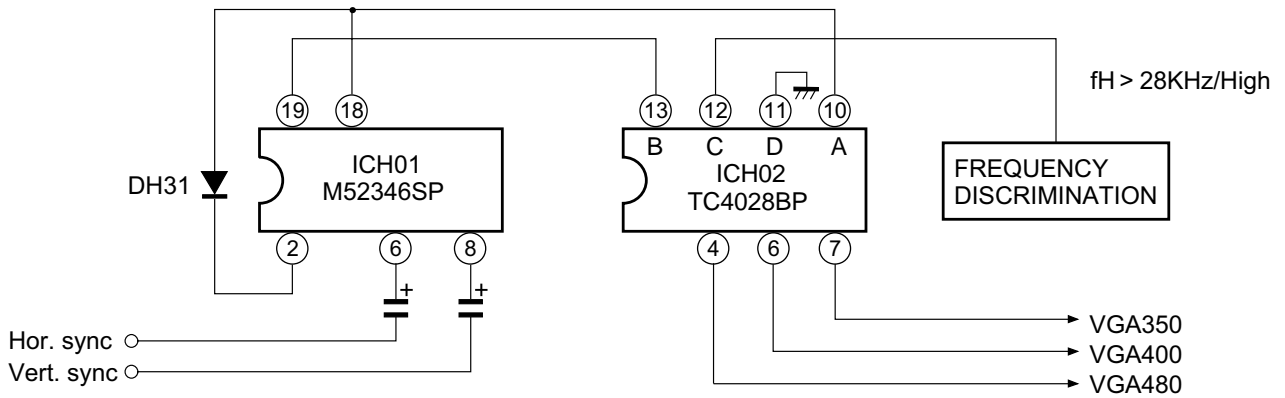 fH > 28KHz/High
19
18
13
12
11
10
B
C
D
A
ICH01
M52346SP
ICH02
TC4028BP
FREQUENCY
DISCRIMINATION
DH31
2
6
8
4
6
7
+
+
Hor. sync
Vert. sync
VGA350
VGA400
VGA480